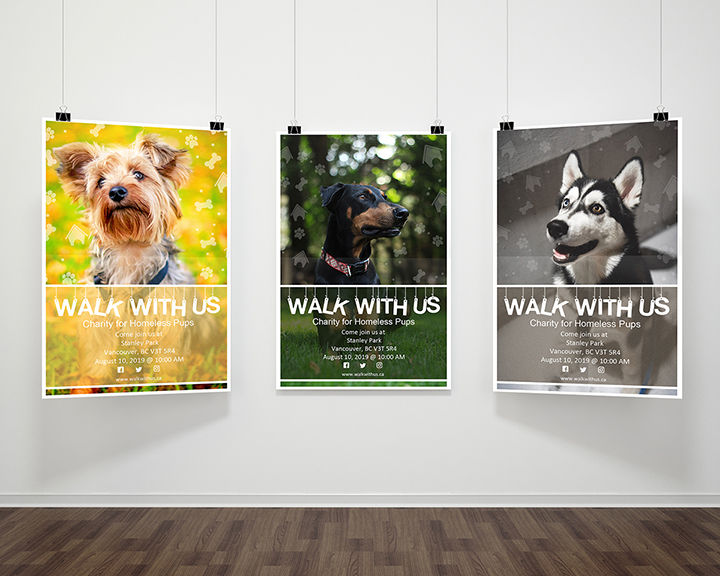 WALK WITH US
Charity for Homeless Pups
Come join us at
Stanley Park
Vancouver, BC V3T 5R4
August 10, 2019 @ 10:00 AM
www.walkwithus.ca
WALK WITH US
Charity for Homeless Pups
Come join us at
Stanley Park
Vancouver, BC V3T 5R4
August 10, 2019 @ 10:00 AM
www.walkwithus.ca
WALK WITH US
Charity for Homeless Pups
Come join us at
Stanley Park
Vancouver, BC V3T 5R4
August 10, 2019 @ 10:00 AM
www.walkwithus.ca